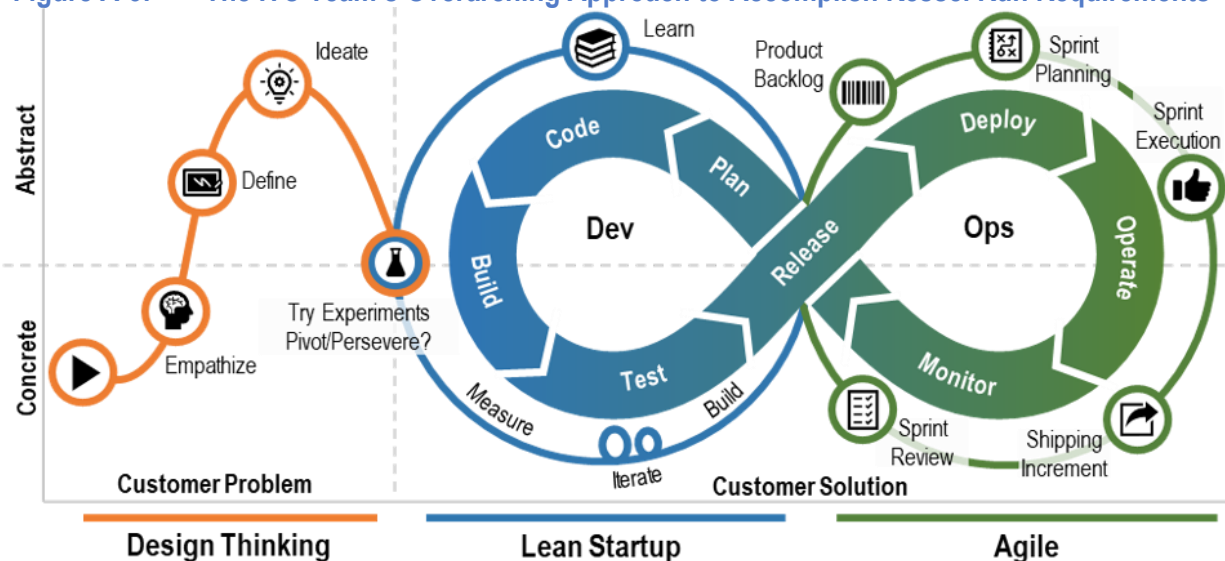 Ideate
Learn
Product
Backlog
Sprint
Planning
Sprint
Execution
Abstract
Define
Code
Plan
Deploy
Dev
Ops
Release
Operate
Build
Try Experiments
Pivot/Persevere?
Empathize
Concrete
Test
Monitor
Measure
Build
Iterate
Sprint
Review
Shipping
Increment
Customer Problem
Customer Solution
Design Thinking
Lean Startup
Agile